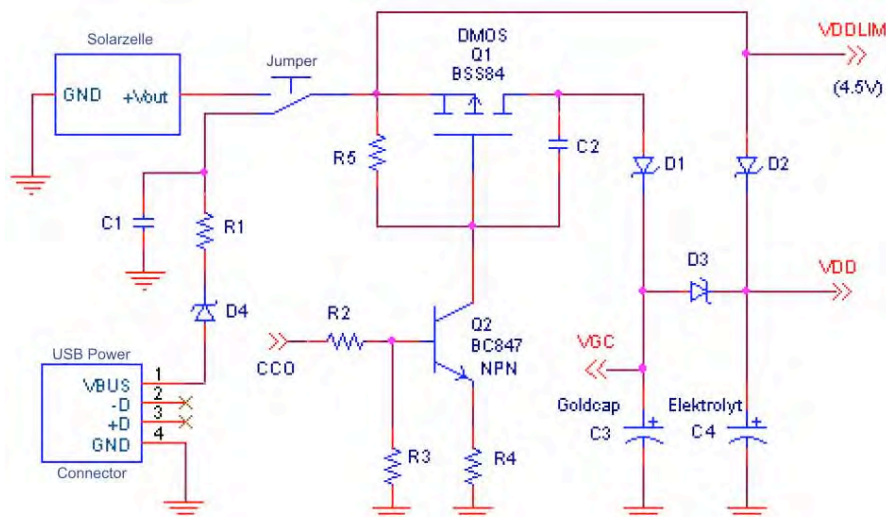 Solarzelle
GND
+Vout
Jumper
DMOS
Q1
BSS84
VDDLIM
(4.5V)
R5
C2
D1
D2
C1
R1
D4
D3
VDD
R2
CCO
Q2
BC847
NPN
VGC
USB Power
VBUS
1
-D
2
+D
3
GND
4
Connector
R3
R4
Goldcap
C3
Elektrolyt
C4
+
+